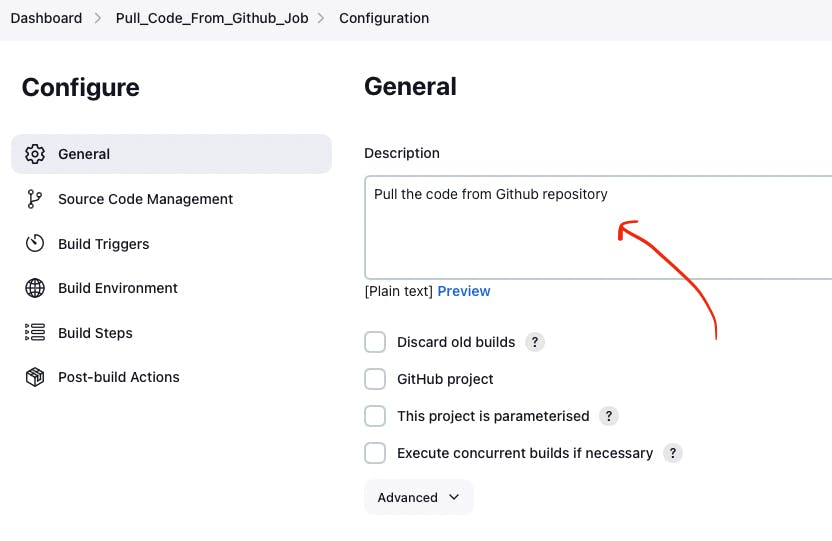 Dashboard > Pull_Code_From_Github_Job > Configuration
Configure
General
Source Code Management
Build Triggers
Build Environment
Build Steps
Post-build Actions
General
Description
Pull the code from Github repository
[Plain text] Preview
Discard old builds ?
GitHub project
This project is parameterised ?
Execute concurrent builds if necessary ?
Advanced